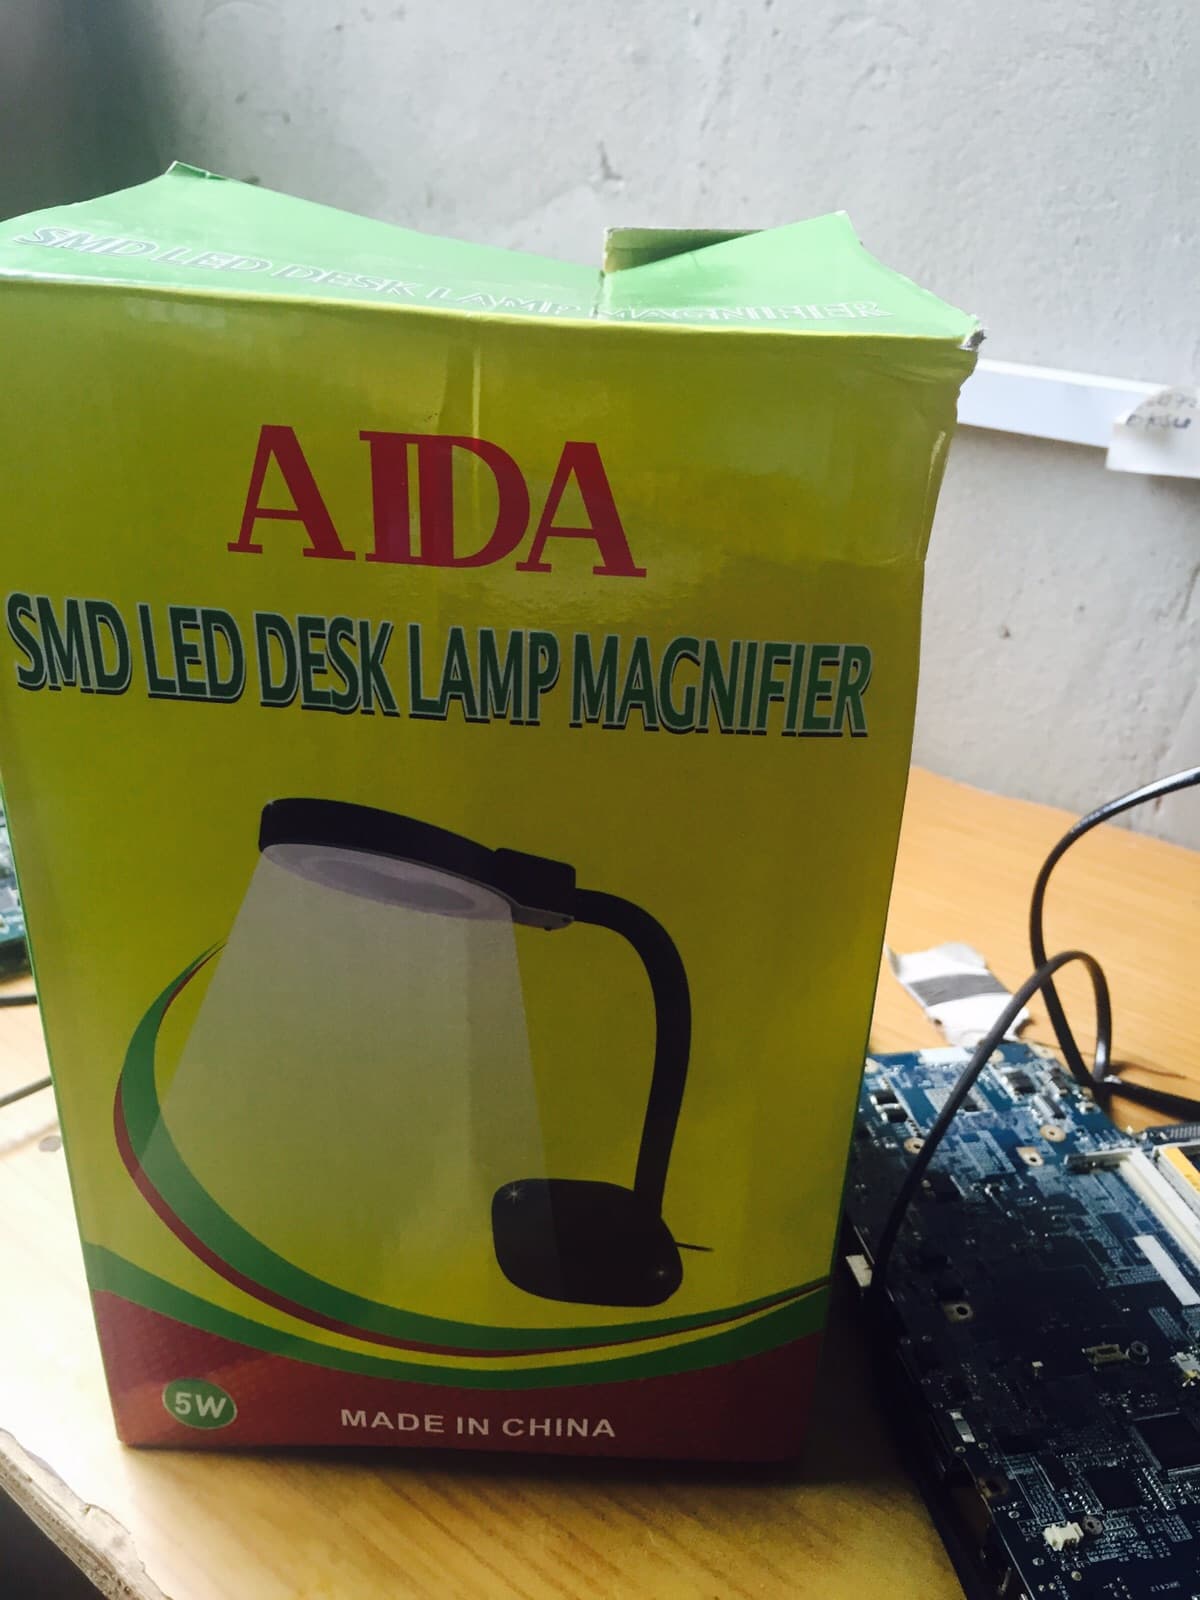 SMD LED DESK LAMP MAGNIFIER
AIDA
SMD LED DESK LAMP MAGNIFIER
5W
MADE IN CHINA